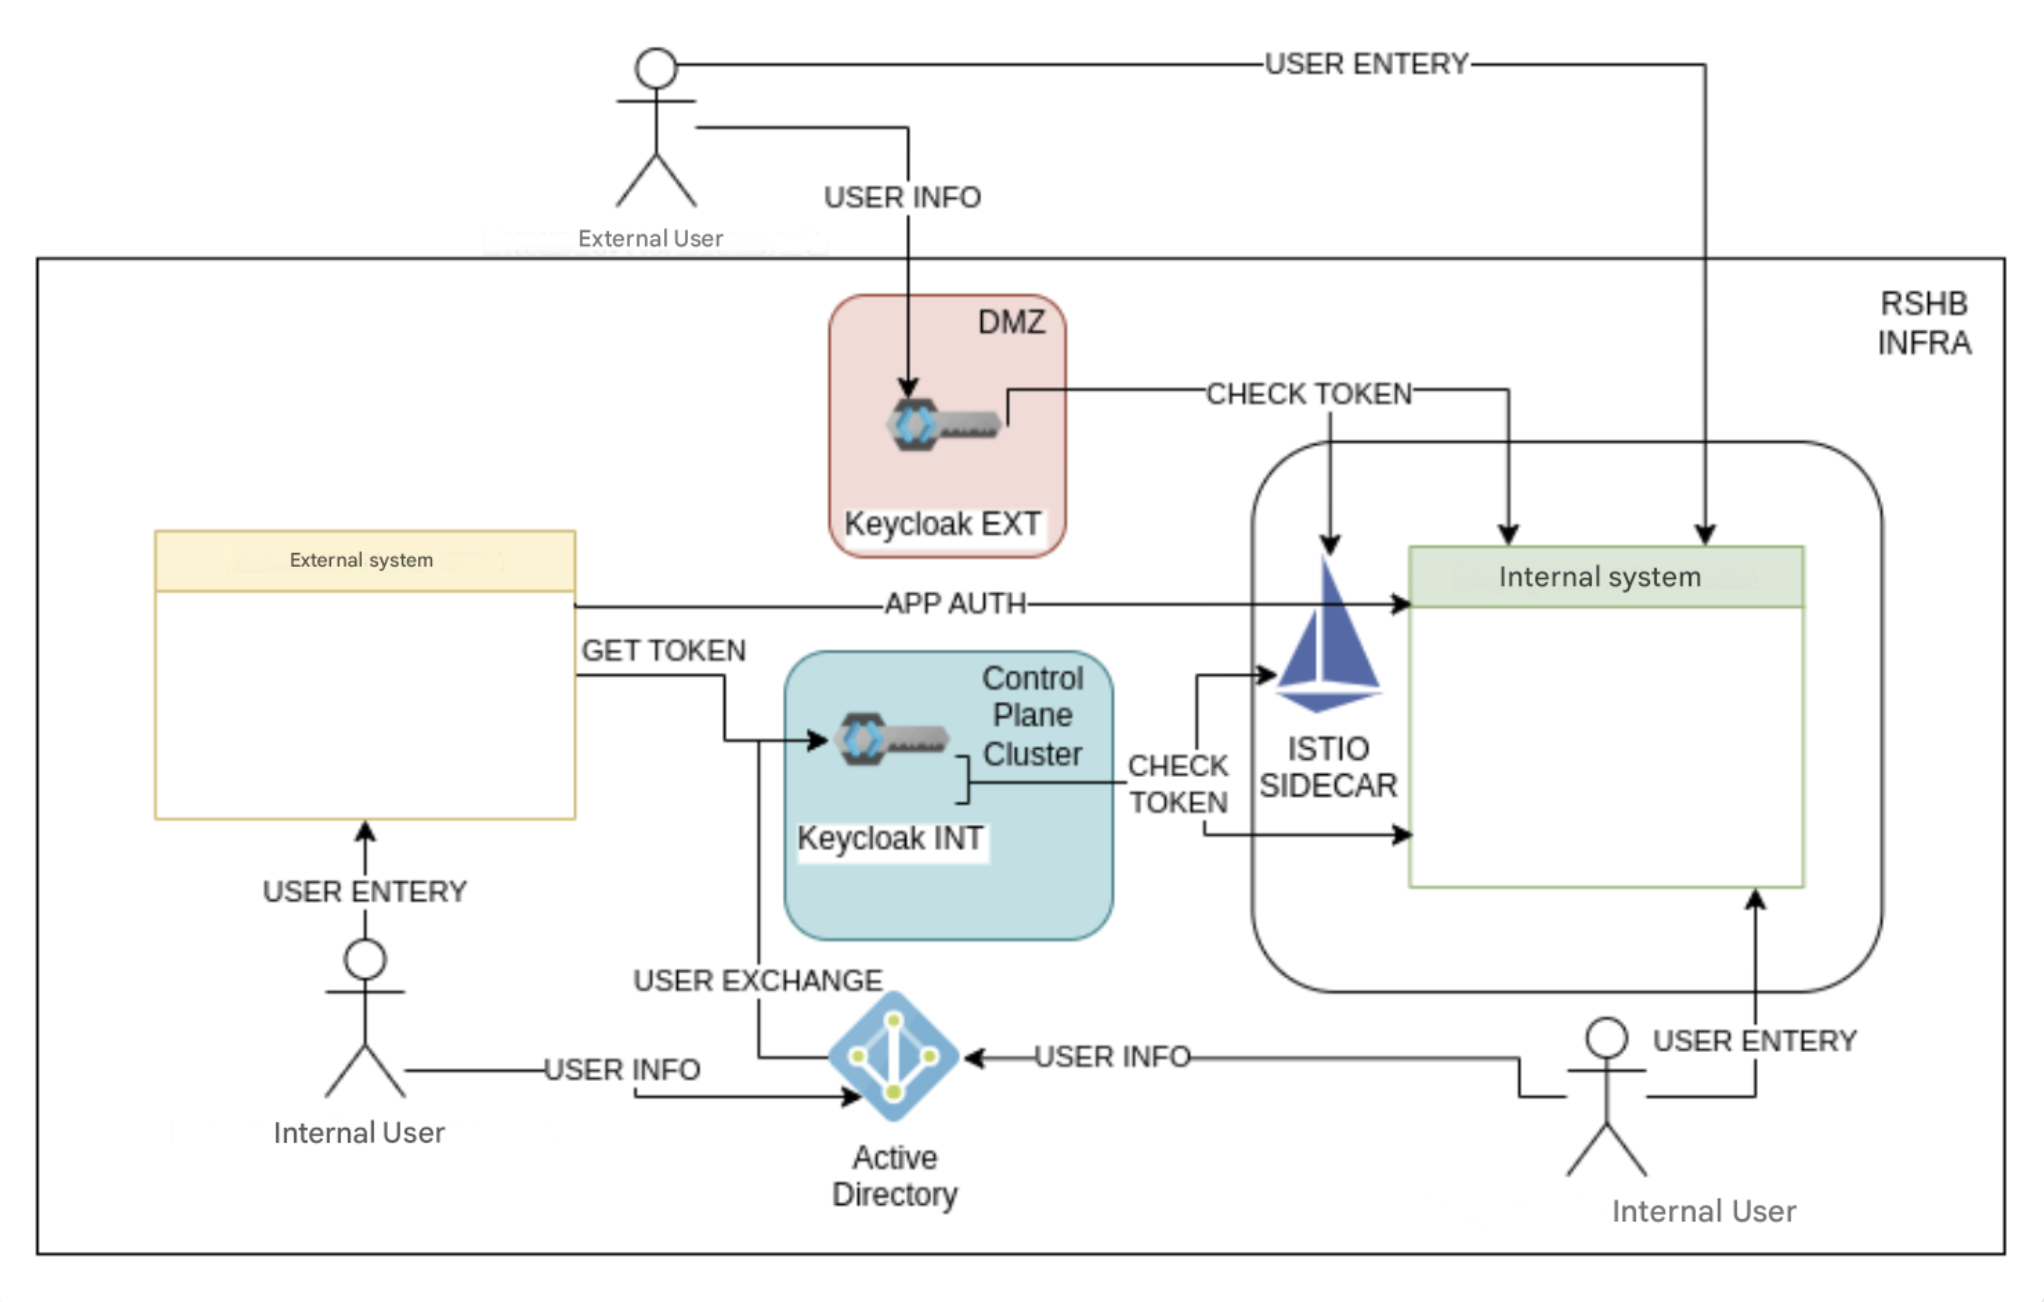 USER ENTERY
USER INFO
External User
RSHB
INFRA
DMZ
CHECK TOKEN
Keycloak EXT
External system
Internal system
APP AUTH
GET TOKEN
Control
Plane
Cluster
Keycloak INT
CHECK
TOKEN
ISTIO
SIDECAR
USER ENTERY
USER EXCHANGE
USER INFO
USER INFO
USER ENTERY
Internal User
Active
Directory
Internal User